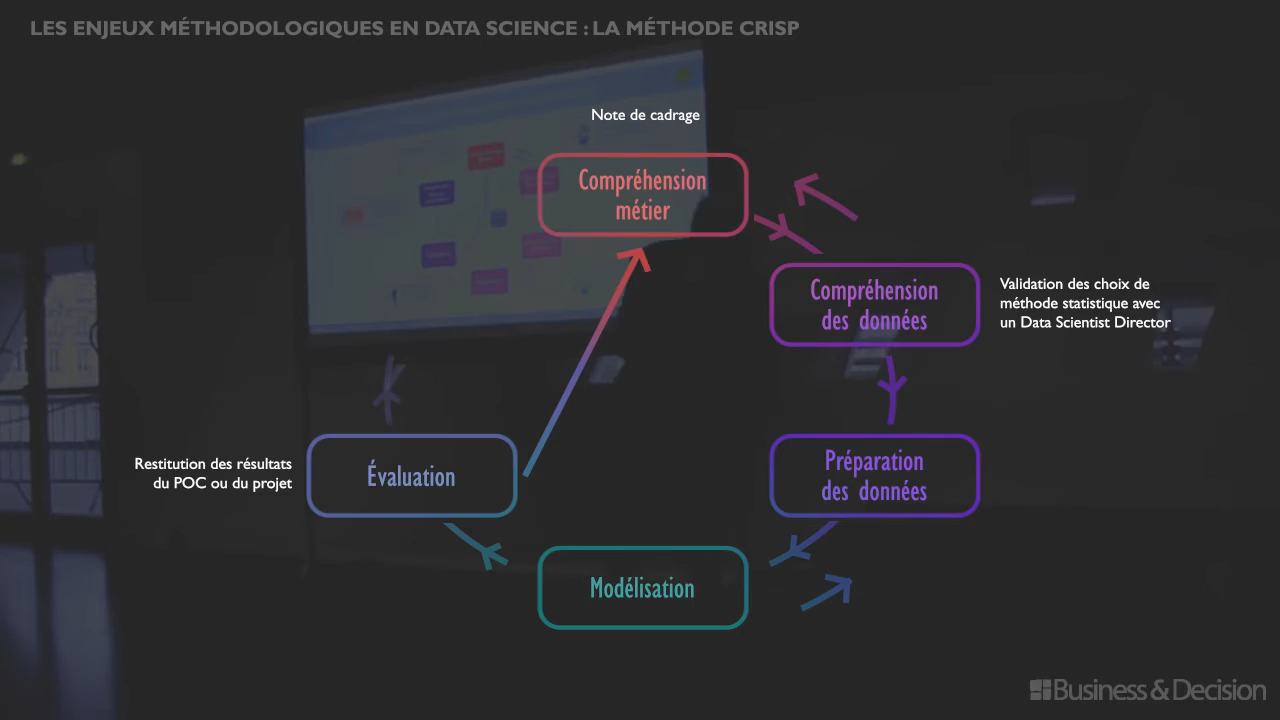 LES ENJEUX MÉTHODOLOGIQUES EN DATA SCIENCE : LA MÉTHODE CRISP
Note de cadrage
Compréhension
métier
Compréhension
des données
Validation des choix de
méthode statistique avec
un Data Scientist Director
Préparation
des données
Évaluation
Restitution des résultats
du POC ou du projet
Modélisation
Business & Decision